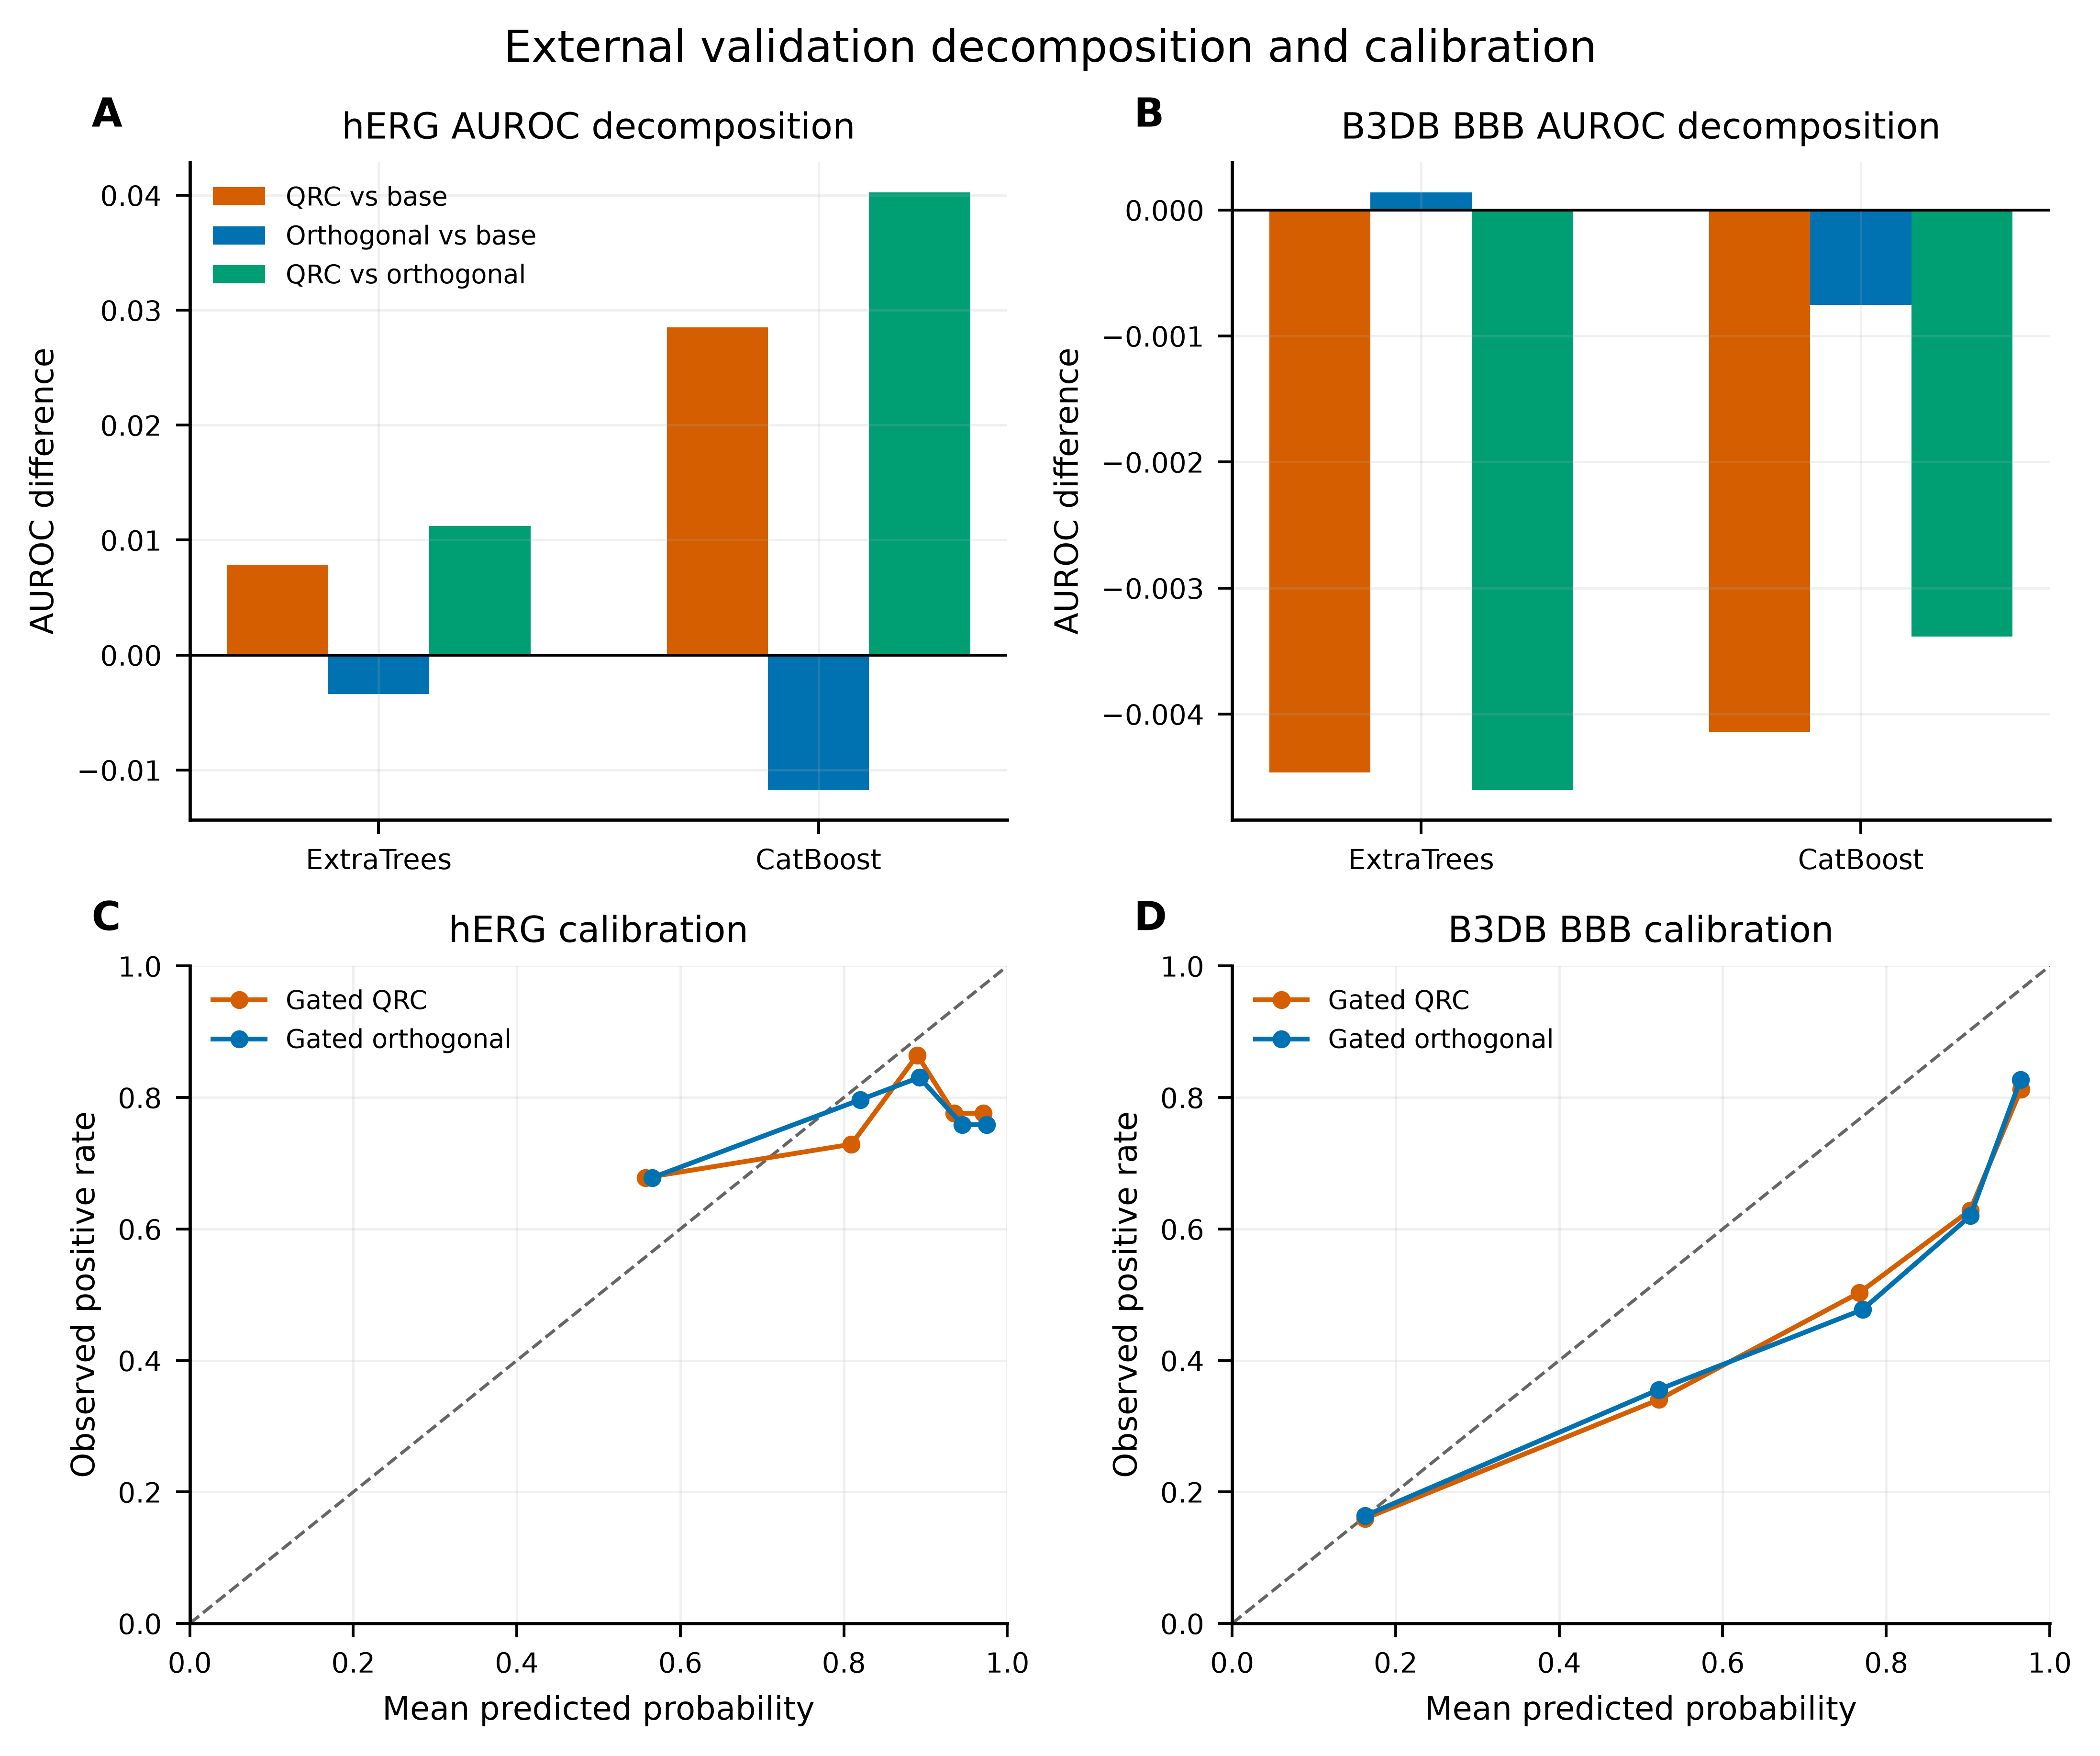 External validation decomposition and calibration
A
hERG AUROC decomposition
AUROC difference
0.04
0.03
0.02
0.01
0.00
−0.01
QRC vs base
Orthogonal vs base
QRC vs orthogonal
ExtraTrees
CatBoost
B
B3DB BBB AUROC decomposition
AUROC difference
0.000
−0.001
−0.002
−0.003
−0.004
ExtraTrees
CatBoost
C
hERG calibration
Observed positive rate
1.0
0.8
0.6
0.4
0.2
0.0
Gated QRC
Gated orthogonal
0.0 0.2 0.4 0.6 0.8 1.0
Mean predicted probability
D
B3DB BBB calibration
Observed positive rate
1.0
0.8
0.6
0.4
0.2
0.0
Gated QRC
Gated orthogonal
0.0 0.2 0.4 0.6 0.8 1.0
Mean predicted probability